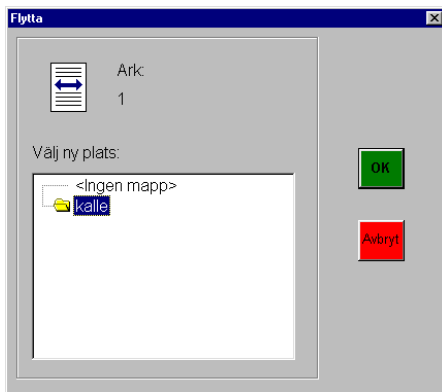 Flytta
Ark:
1
Välj ny plats:
<Ingen mapp>
kalle
OK
Avbryt